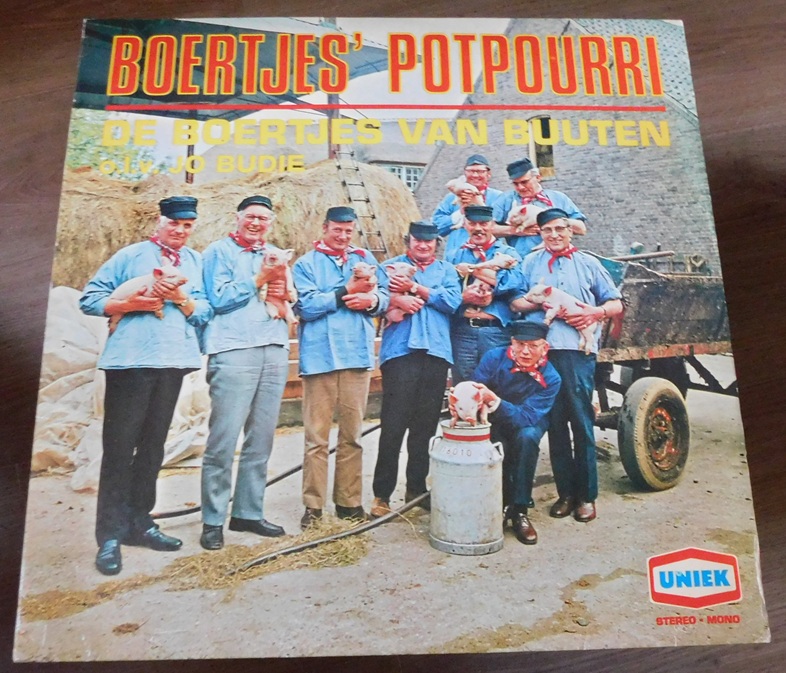 BOERTJES' POTPOURRI
DE BOERTJES VAN BUUTEN
o.l.v. JO BUDIE
UNIEK
STEREO • MONO